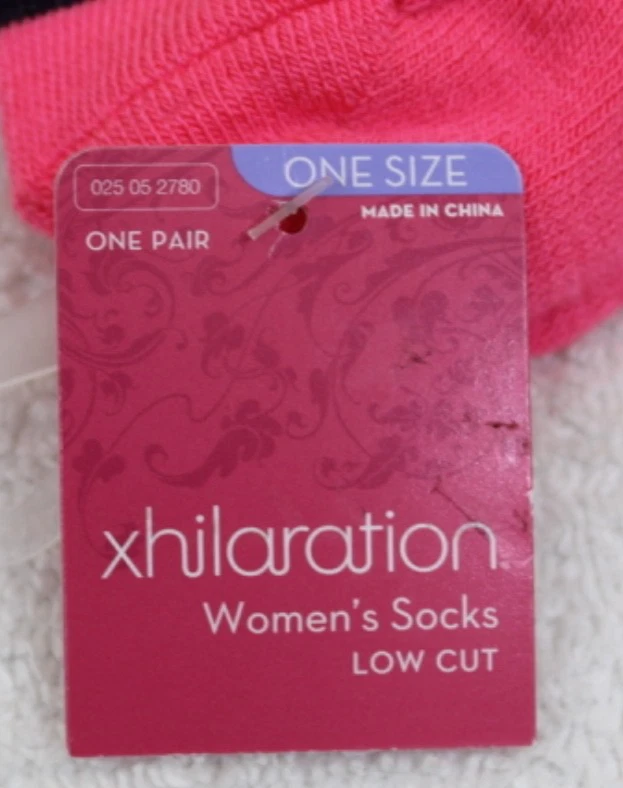 025 05 2780
ONE SIZE
MADE IN CHINA
ONE PAIR
xhilaration
Women's Socks
LOW CUT